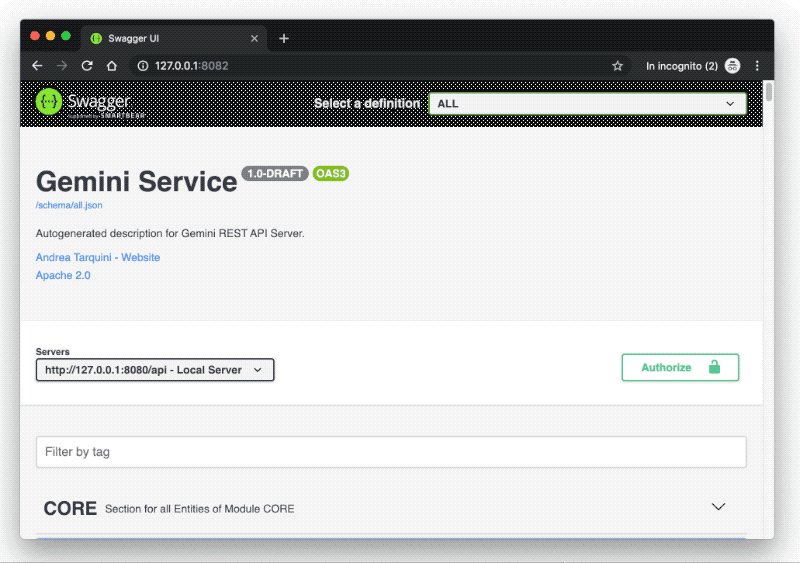 Swagger UI
127.0.0.1:8082
In incognito (2)
Swagger
Supported by SMARTBEAR
Select a definition
ALL
Gemini Service 1.0-DRAFT OAS3
/schema/all.json
Autogenerated description for Gemini REST API Server.
Andrea Tarquini - Website
Apache 2.0
Servers
http://127.0.0.1:8080/api - Local Server
Authorize
Filter by tag
CORE Section for all Entities of Module CORE